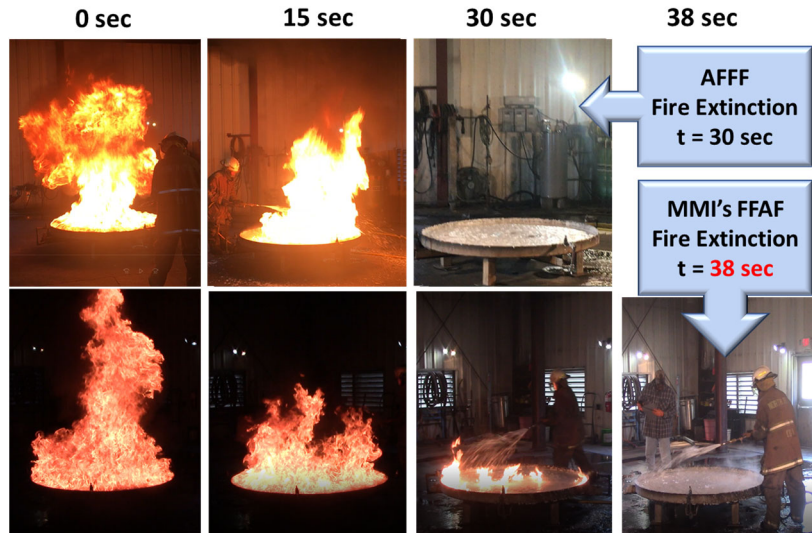 0 sec
15 sec
30 sec
38 sec
AFFF
Fire Extinction
t = 30 sec
MMI's FFAF
Fire Extinction
t = 38 sec